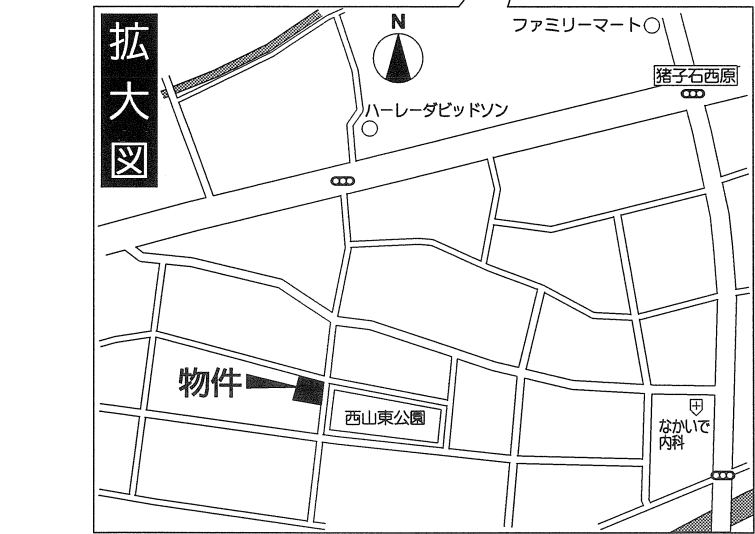 拡大図
N
ファミリーマート
猪子石西原
ハーレーダビッドソン
物件
西山東公園
なかいで
内科